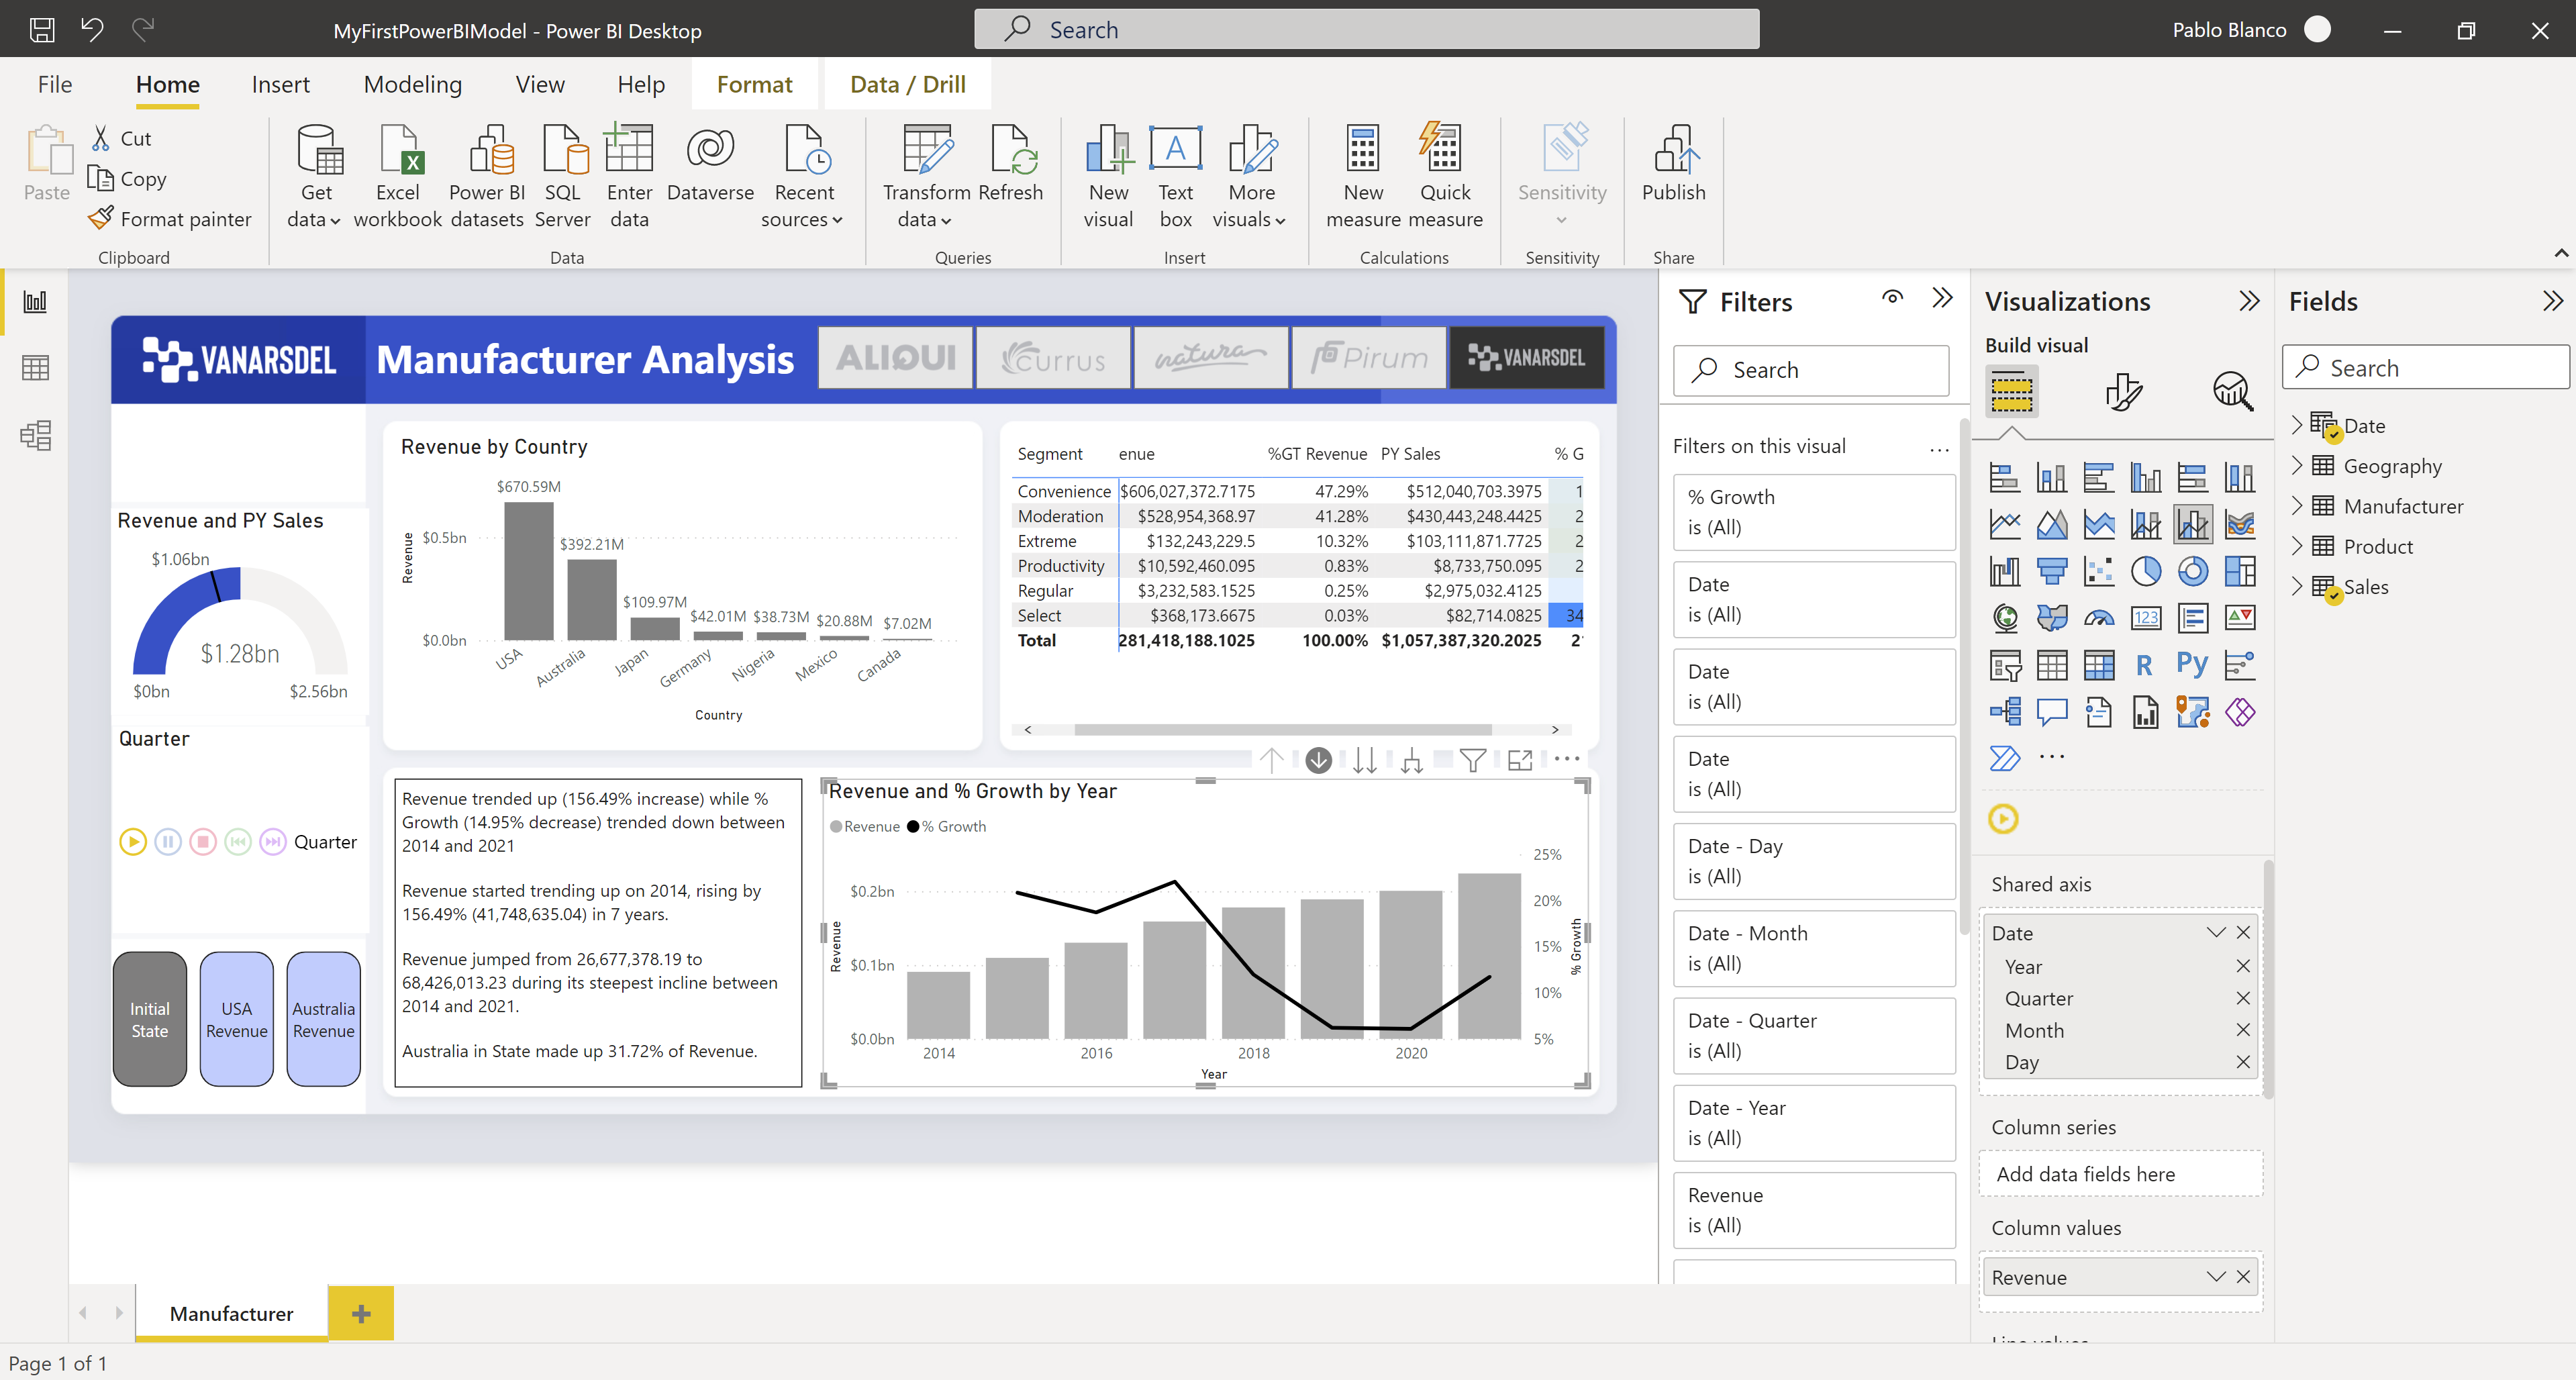 MyFirstPowerBIModel - Power BI Desktop
Search
Pablo Blanco
File
Home
Insert
Modeling
View
Help
Format
Data / Drill
Paste
Cut
Copy
Format painter
Clipboard
Get data
Excel workbook
Power BI datasets
SQL Server
Enter data
Dataverse
Recent sources
Data
Transform data
Refresh
Queries
New visual
Text box
More visuals
Insert
New measure
Quick measure
Calculations
Sensitivity
Sensitivity
Publish
Share
VANARSDEL
Manufacturer Analysis
ALIQUI
Currus
natura
Pirum
VANARSDEL
Revenue and PY Sales
$1.06bn
$1.28bn
$0bn
$2.56bn
Quarter
Quarter
Initial State
USA Revenue
Australia Revenue
Revenue by Country
Revenue
$0.5bn
$0.0bn
$670.59M
$392.21M
$109.97M
$42.01M
$38.73M
$20.88M
$7.02M
USA
Australia
Japan
Germany
Nigeria
Mexico
Canada
Country
Segment enue %GT Revenue PY Sales % G
Convenience $606,027,372.7175 47.29% $512,040,703.3975 1
Moderation $528,954,368.97 41.28% $430,443,248.4425 2
Extreme $132,243,229.5 10.32% $103,111,871.7725 2
Productivity $10,592,460.095 0.83% $8,733,750.095 2
Regular $3,232,583.1525 0.25% $2,975,032.4125
Select $368,173.6675 0.03% $82,714.0825 34
Total 281,418,188.1025 100.00% $1,057,387,320.2025 2
Revenue trended up (156.49% increase) while %
Growth (14.95% decrease) trended down between
2014 and 2021
Revenue started trending up on 2014, rising by
156.49% (41,748,635.04) in 7 years.
Revenue jumped from 26,677,378.19 to
68,426,013.23 during its steepest incline between
2014 and 2021.
Australia in State made up 31.72% of Revenue.
Revenue and % Growth by Year
Revenue % Growth
Revenue
$0.2bn
$0.1bn
$0.0bn
25%
20%
15%
10%
5%
% Growth
2014
2016
2018
2020
Year
Filters
Search
Filters on this visual
% Growth
is (All)
Date
is (All)
Date
is (All)
Date
is (All)
Date - Day
is (All)
Date - Month
is (All)
Date - Quarter
is (All)
Date - Year
is (All)
Revenue
is (All)
Visualizations
Build visual
123
R
Py
Shared axis
Date
Year
Quarter
Month
Day
Column series
Add data fields here
Column values
Revenue
Line values
Fields
Search
Date
Geography
Manufacturer
Product
Sales
Manufacturer
Page 1 of 1